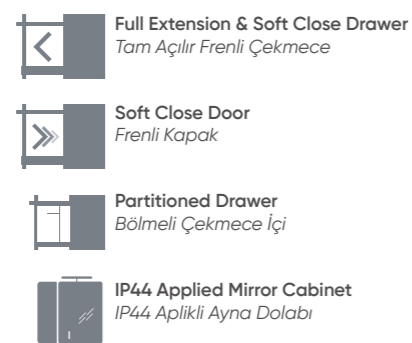 Full Extension & Soft Close Drawer
Tam Açılır Frenli Çekmece
Soft Close Door
Frenli Kapak
Partitioned Drawer
Bölmeli Çekmece İçi
IP44 Applied Mirror Cabinet
IP44 Aplikli Ayna Dolabı